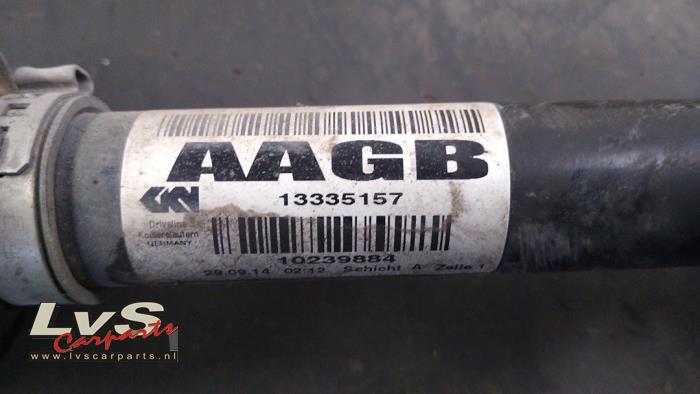 AAGB
GKN
13335157
Driveline
Kaiserslautern
GERMANY
10239884
29.09.14 02:12 Schicht A Zelle 1
LvS
Carparts
www.lvscarparts.nl